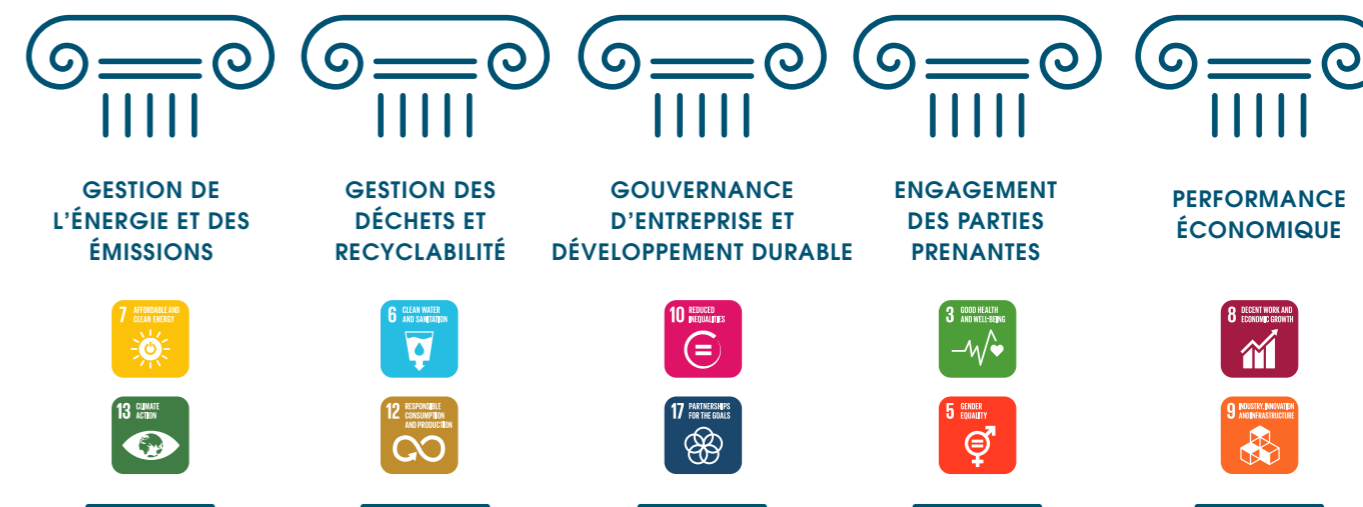 GESTION DE
L'ÉNERGIE ET DES
ÉMISSIONS
GESTION DES
DÉCHETS ET
RECYCLABILITÉ
GOUVERNANCE
D'ENTREPRISE ET
DÉVELOPPEMENT DURABLE
ENGAGEMENT
DES PARTIES
PRENANTES
PERFORMANCE
ÉCONOMIQUE
7 AFFORDABLE AND
CLEAN ENERGY
6 CLEAN WATER
AND SANITATION
10 REDUCED
INEQUALITIES
3 GOOD HEALTH
AND WELL-BEING
8 DECENT WORK AND
ECONOMIC GROWTH
13 CLIMATE
ACTION
12 RESPONSIBLE
CONSUMPTION
AND PRODUCTION
17 PARTNERSHIPS
FOR THE GOALS
5 GENDER
EQUALITY
9 INDUSTRY, INNOVATION
AND INFRASTRUCTURE